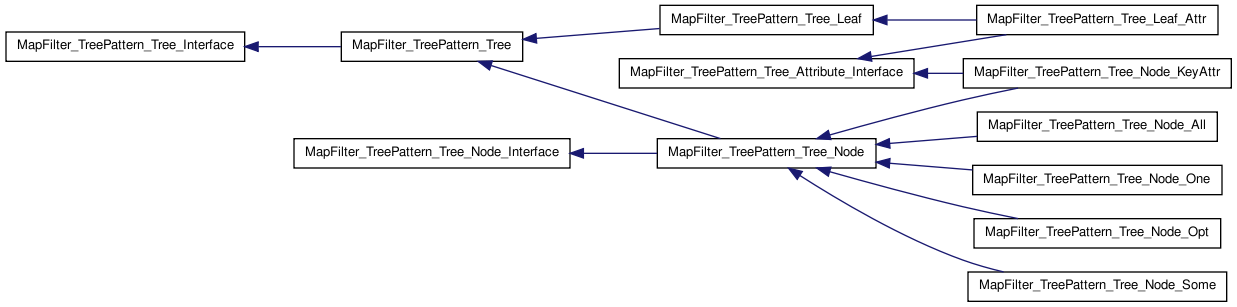 MapFilter_TreePattern_Tree_Interface
MapFilter_TreePattern_Tree
MapFilter_TreePattern_Tree_Leaf
MapFilter_TreePattern_Tree_Leaf_Attr
MapFilter_TreePattern_Tree_Attribute_Interface
MapFilter_TreePattern_Tree_Node_KeyAttr
MapFilter_TreePattern_Tree_Node_All
MapFilter_TreePattern_Tree_Node_Interface
MapFilter_TreePattern_Tree_Node
MapFilter_TreePattern_Tree_Node_One
MapFilter_TreePattern_Tree_Node_Opt
MapFilter_TreePattern_Tree_Node_Some